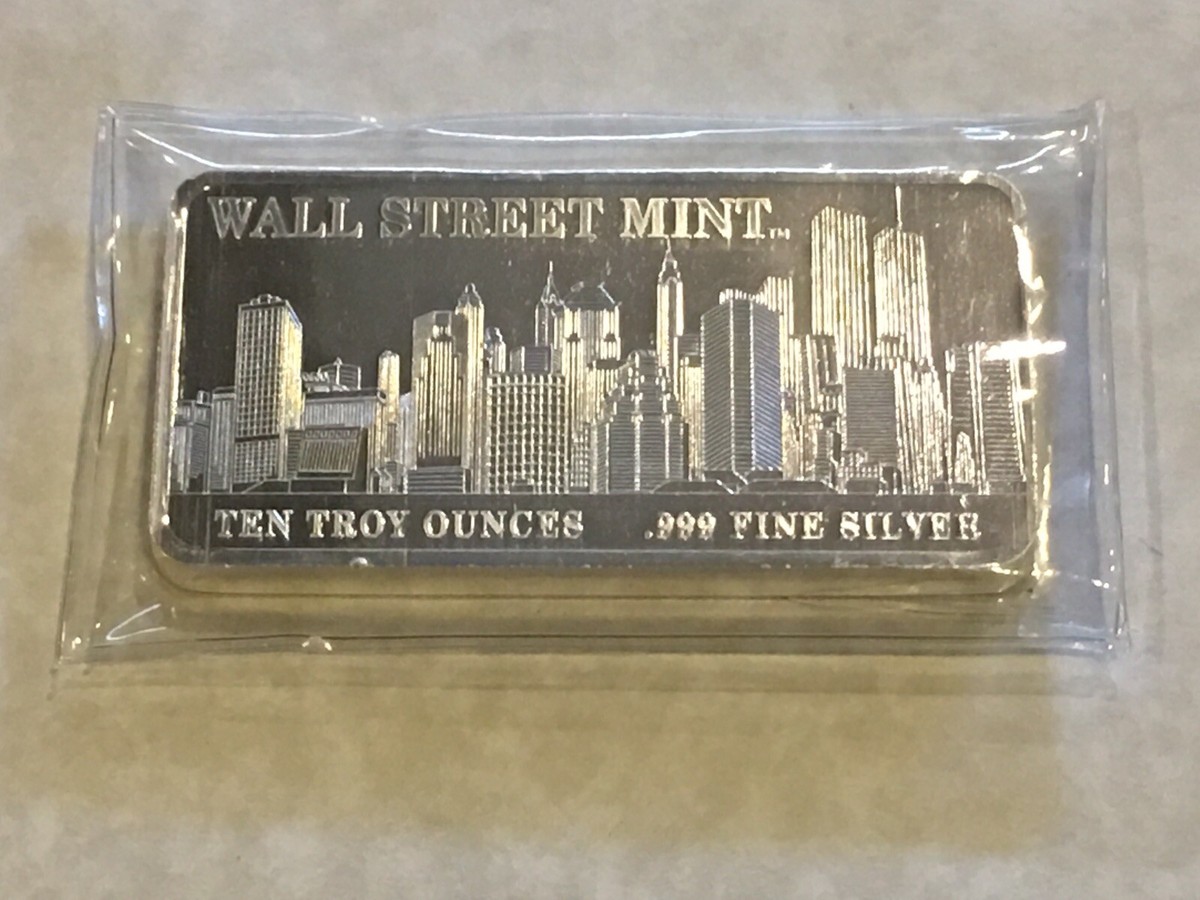 WALL STREET MINT™
TEN TROY OUNCES .999 FINE SILVER